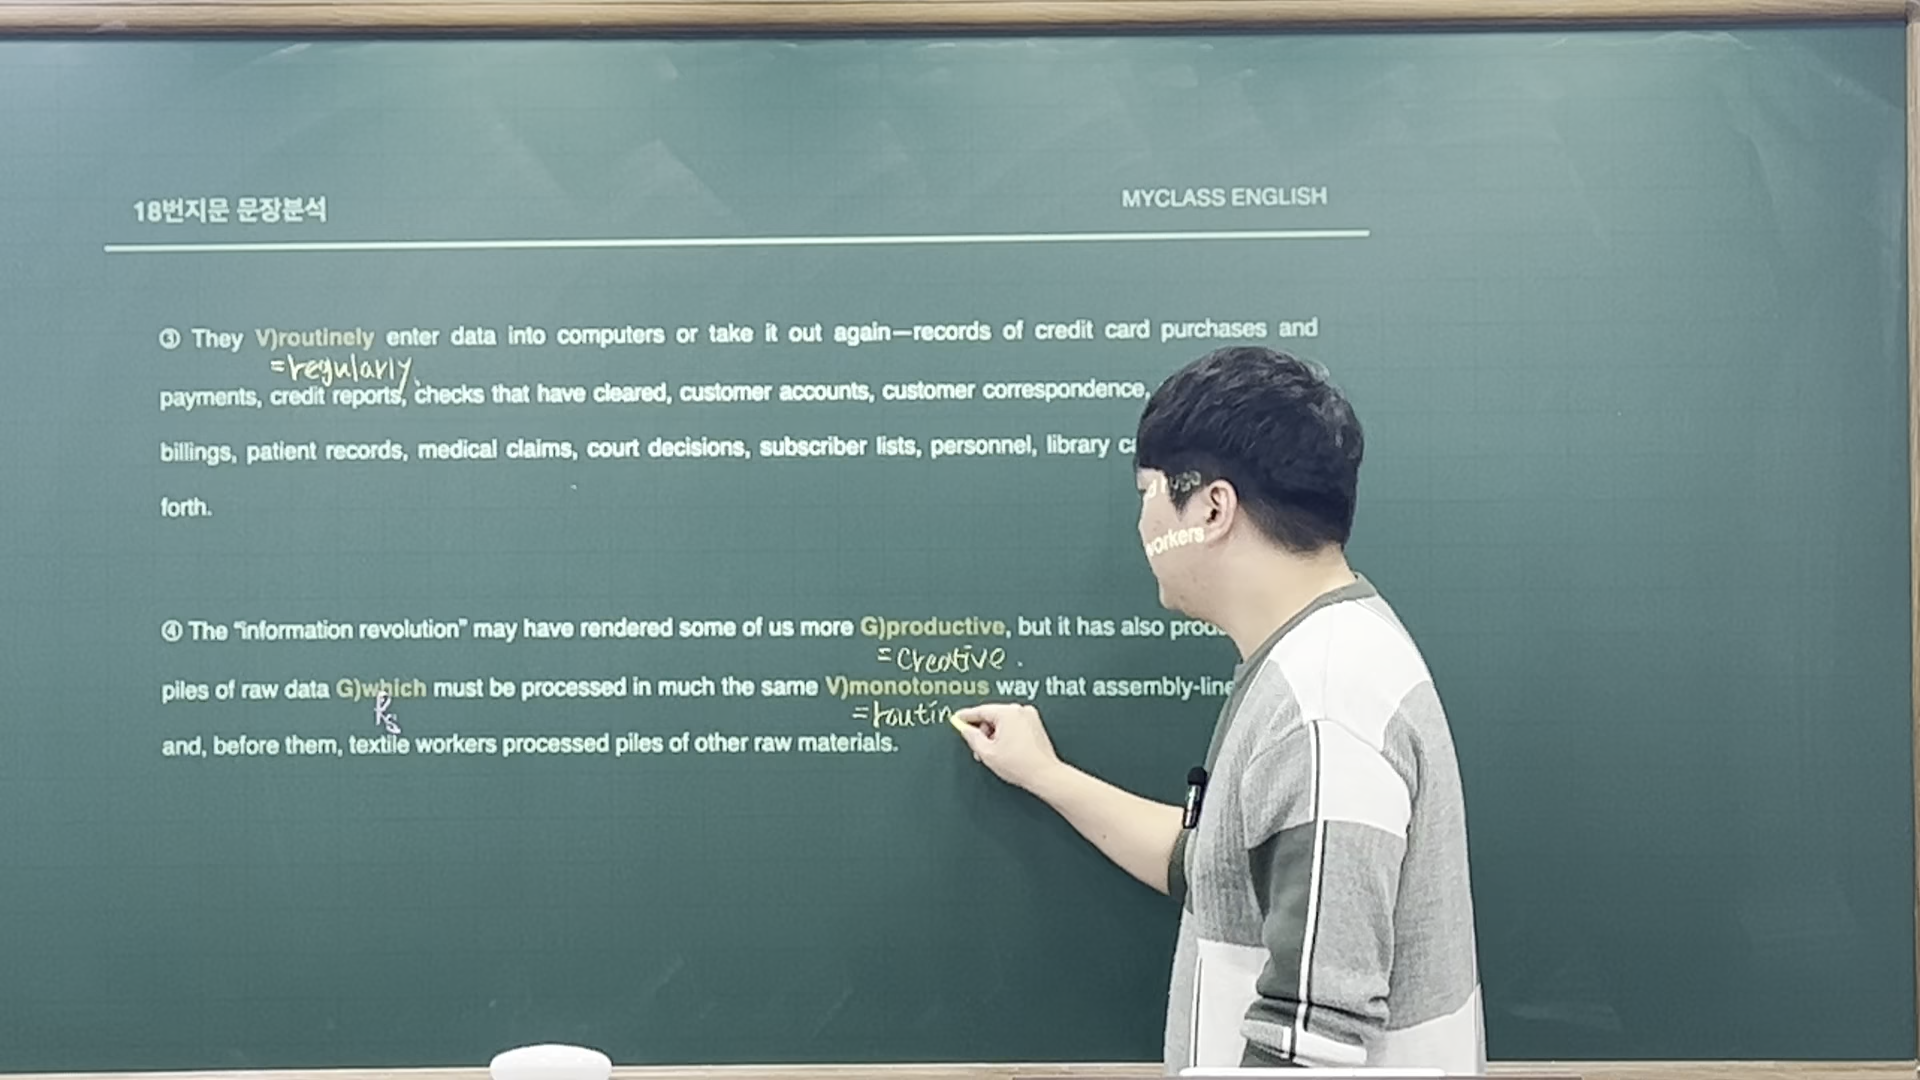 18번지문 문장분석
MYCLASS ENGLISH
③ They V)routinely enter data into computers or take it out again—records of credit card purchases and
=regularly.
payments, credit reports, checks that have cleared, customer accounts, customer correspondence,
billings, patient records, medical claims, court decisions, subscriber lists, personnel, library
forth.
④ The "information revolution" may have rendered some of us more G)productive, but it has also
=creative.
piles of raw data G)which must be processed in much the same V)monotonous way that assembly-line
workers
=routin
and, before them, textile workers processed piles of other raw materials.